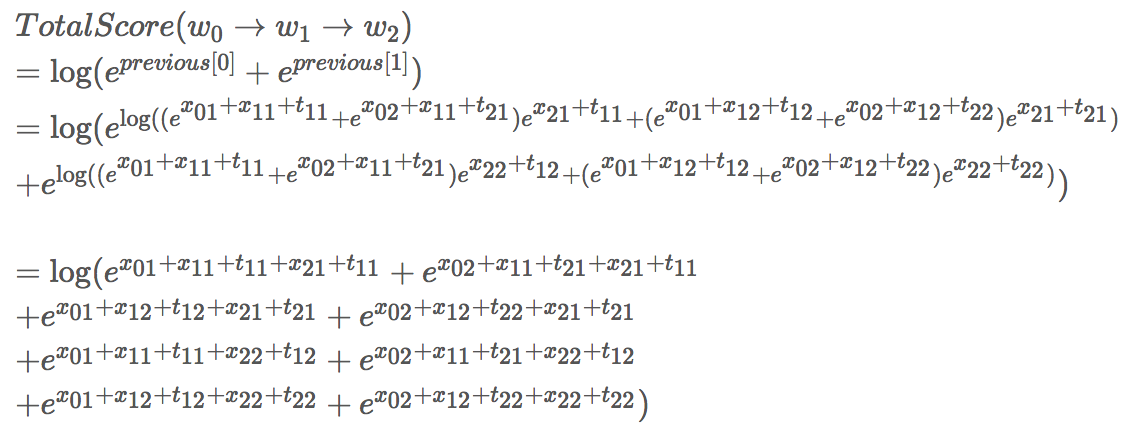 TotalScore(w₀ → w₁ → w₂)
= log(e^{previous[0]} + e^{previous[1]})
= log(e^{log((e^{x₀₁+x₁₁+t₁₁}+e^{x₀₂+x₁₁+t₂₁})e^{x₂₁+t₁₁}+(e^{x₀₁+x₁₂+t₁₂}+e^{x₀₂+x₁₂+t₂₂})e^{x₂₁+t₂₁})}
+e^{log((e^{x₀₁+x₁₁+t₁₁}+e^{x₀₂+x₁₁+t₂₁})e^{x₂₂+t₁₂}+(e^{x₀₁+x₁₂+t₁₂}+e^{x₀₂+x₁₂+t₂₂})e^{x₂₂+t₂₂})})
= log(e^{x₀₁+x₁₁+t₁₁+x₂₁+t₁₁} + e^{x₀₂+x₁₁+t₂₁+x₂₁+t₁₁}
+e^{x₀₁+x₁₂+t₁₂+x₂₁+t₂₁} + e^{x₀₂+x₁₂+t₂₂+x₂₁+t₂₁}
+e^{x₀₁+x₁₁+t₁₁+x₂₂+t₁₂} + e^{x₀₂+x₁₁+t₂₁+x₂₂+t₁₂}
+e^{x₀₁+x₁₂+t₁₂+x₂₂+t₂₂} + e^{x₀₂+x₁₂+t₂₂+x₂₂+t₂₂})